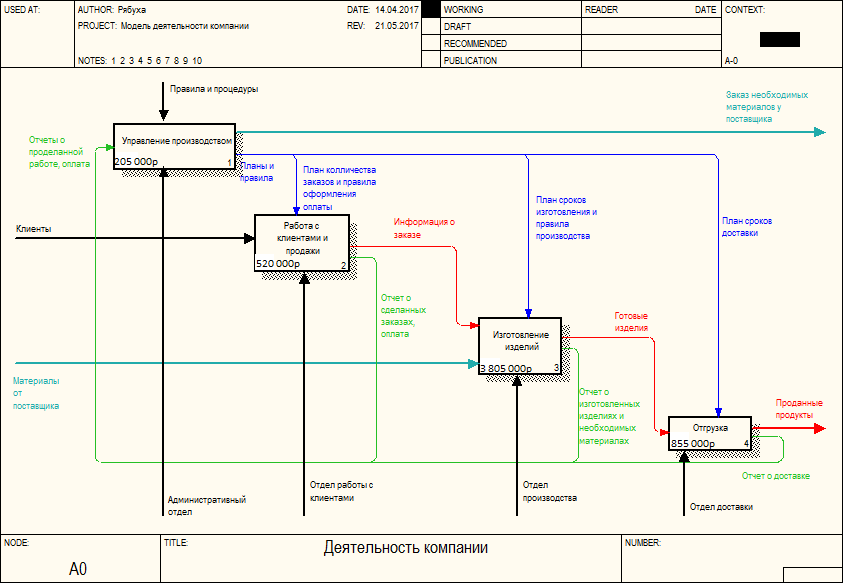 USED AT:
AUTHOR: Рябуха
DATE: 14.04.2017
WORKING
READER
DATE
CONTEXT:
PROJECT: Модель деятельности компании
REV: 21.05.2017
DRAFT
RECOMMENDED
NOTES: 1 2 3 4 5 6 7 8 9 10
PUBLICATION
A-0
Правила и процедуры
Заказ необходимых
материалов у
поставщика
Отчеты о
проделанной
работе, оплата
Управление производством
205 000р
1
Планы и
правила
План колличества
заказов и правила
оформления
оплаты
План сроков
изготовления и
правила
производства
План сроков
доставки
Клиенты
Работа с
клиентами и
продажи
520 000р
2
Информация о
заказе
Отчет о
сделанных
заказах,
оплата
Готовые
изделия
Изготовление
изделий
3 805 000р
3
Материалы
от
поставщика
Отчет о
изготовленных
изделиях и
необходимых
материалах
Проданные
продукты
Отгрузка
855 000р
4
Отчет о доставке
Административный
отдел
Отдел работы с
клиентами
Отдел
производства
Отдел доставки
NODE:
A0
TITLE:
Деятельность компании
NUMBER: